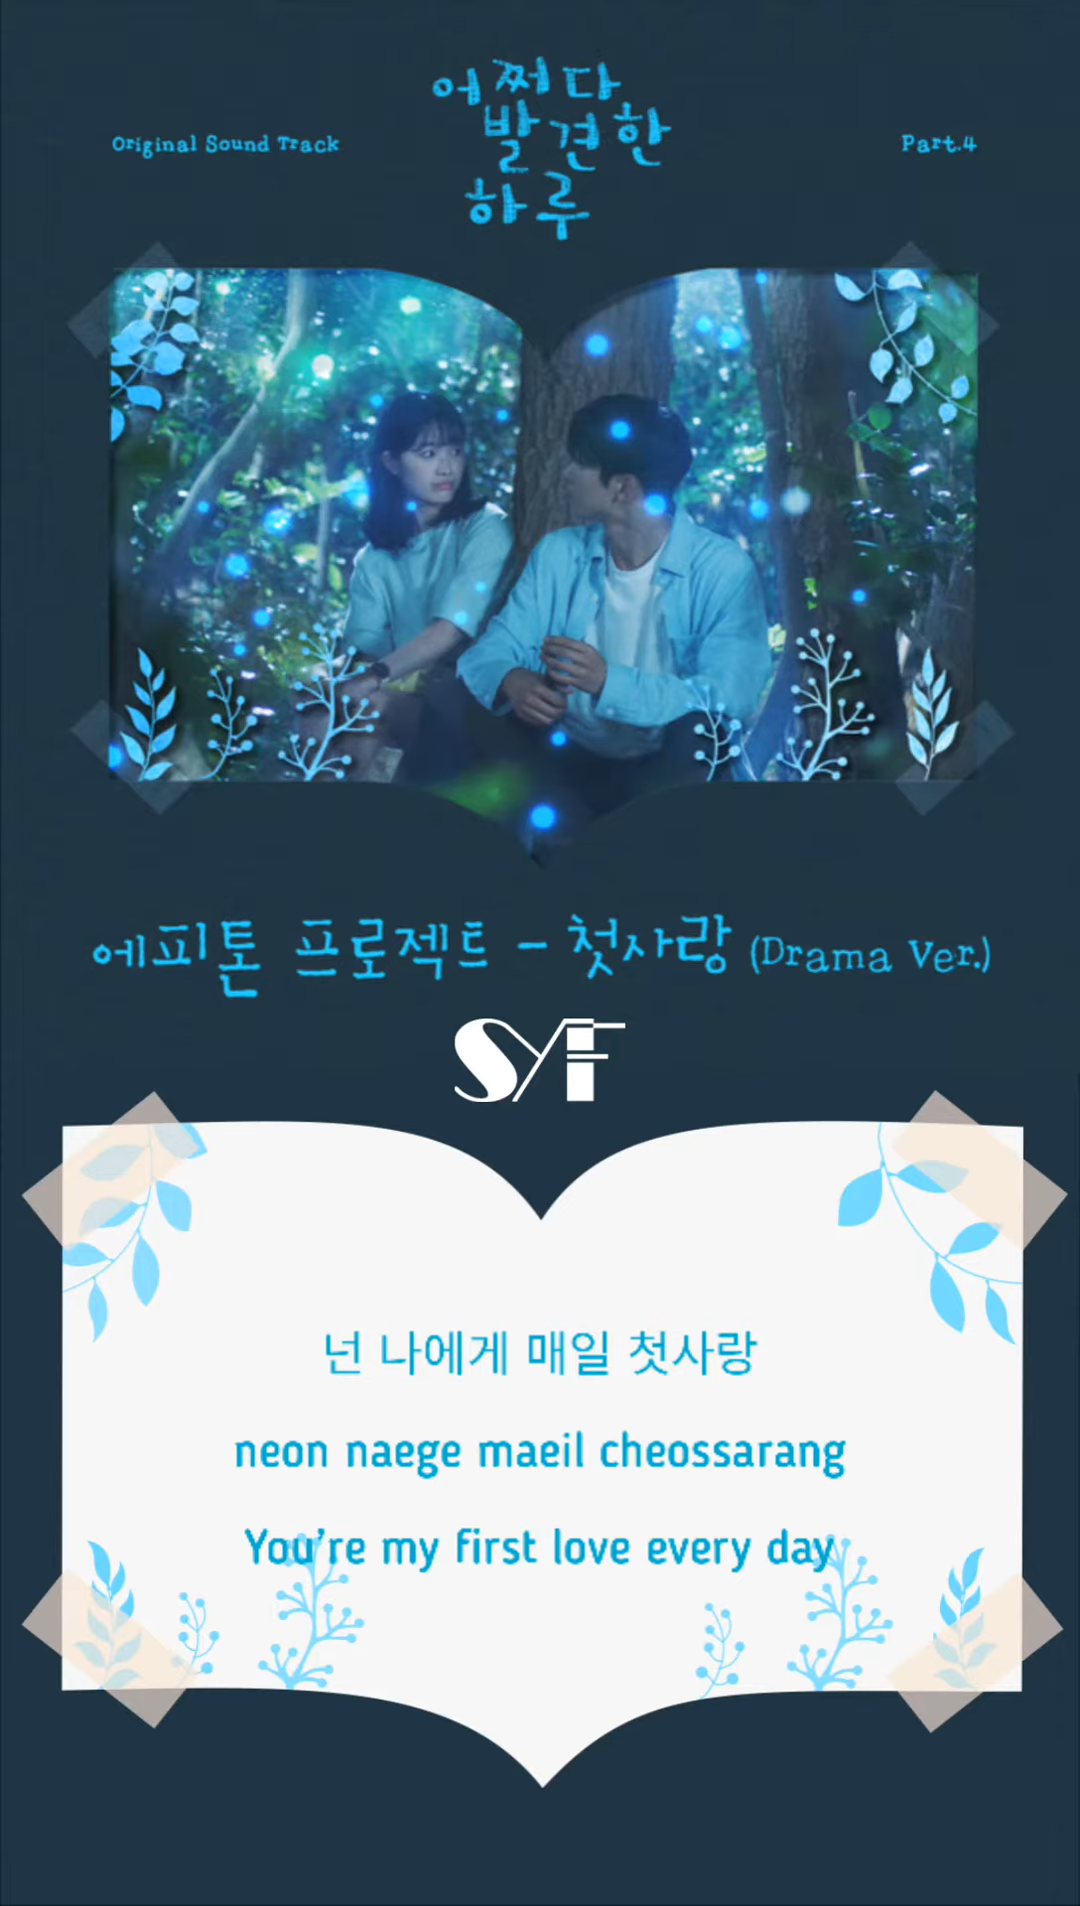 어쩌다
발견한
하루
Original Sound Track
Part.4
에피톤 프로젝트 - 첫사랑 (Drama Ver.)
SYF
넌 나에게 매일 첫사랑
neon naege maeil cheossarang
You're my first love every day